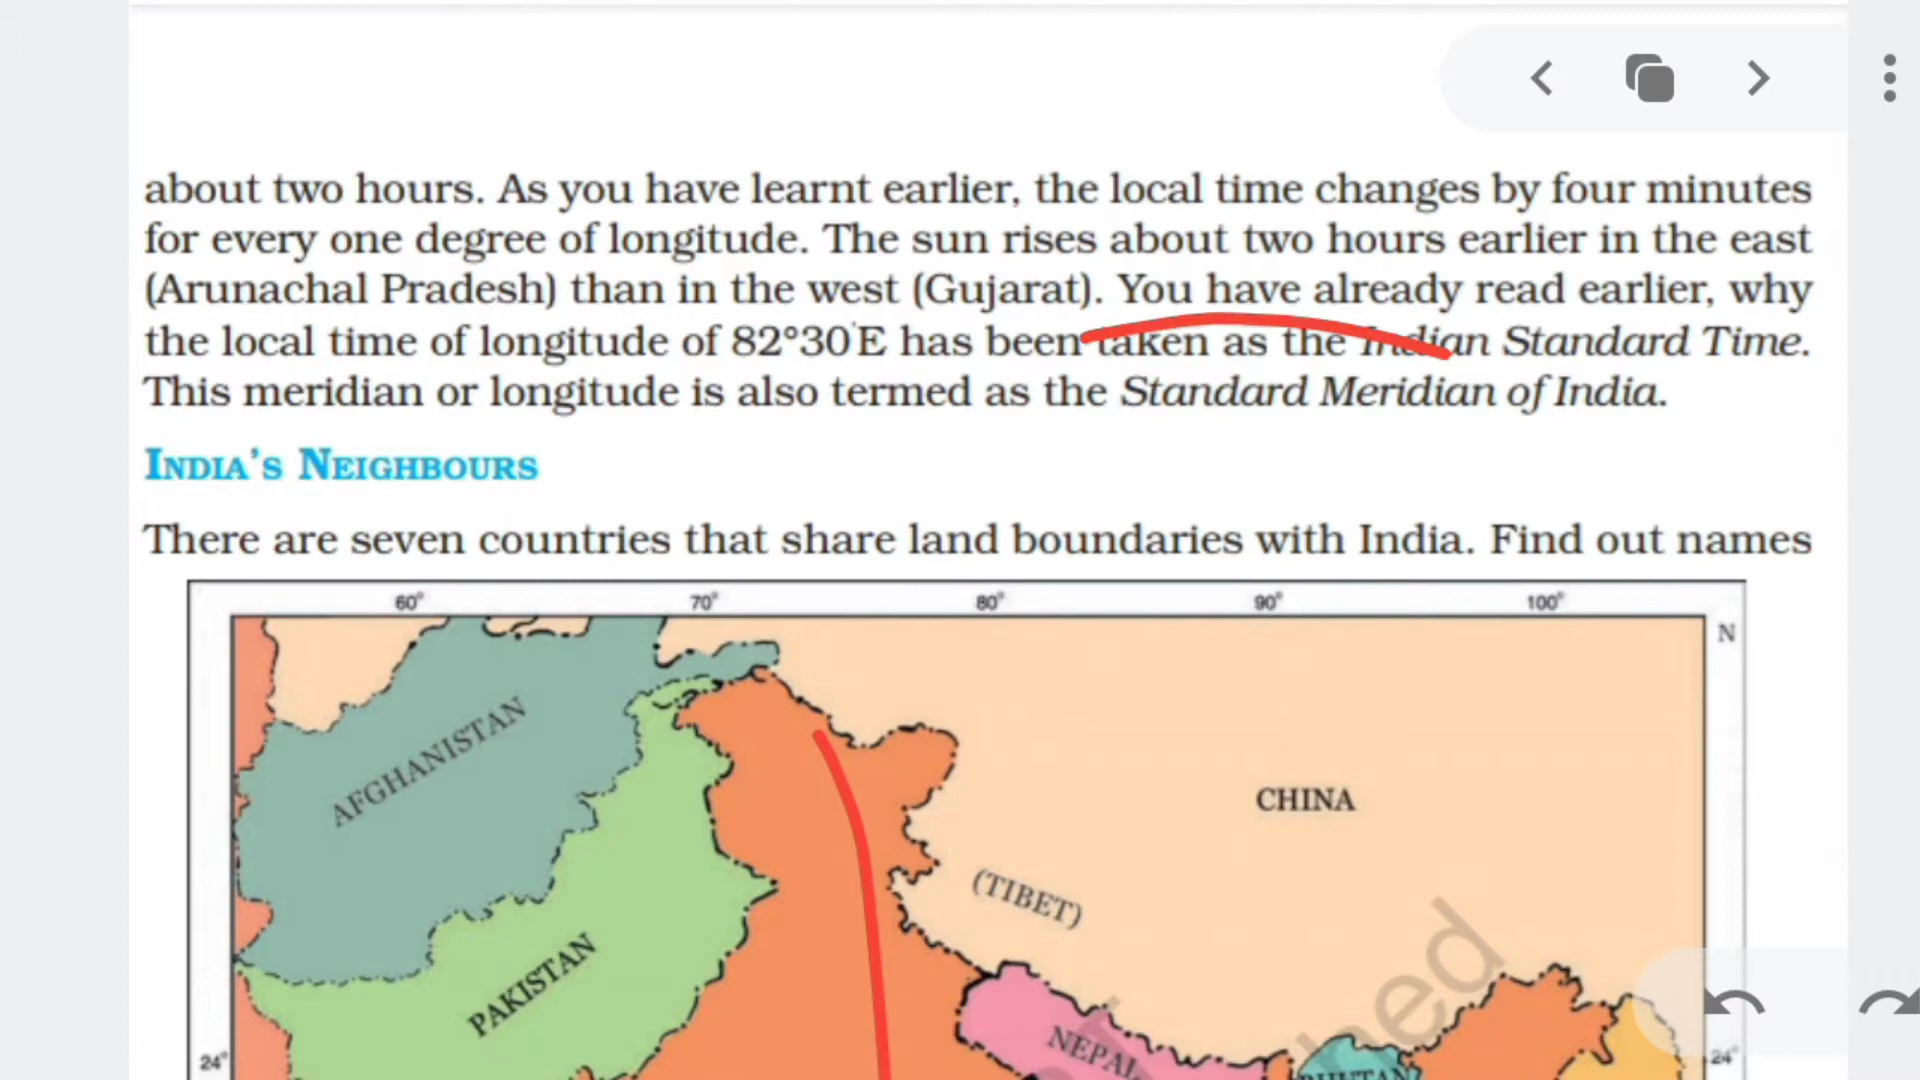 about two hours. As you have learnt earlier, the local time changes by four minutes
for every one degree of longitude. The sun rises about two hours earlier in the east
(Arunachal Pradesh) than in the west (Gujarat). You have already read earlier, why
the local time of longitude of 82°30'E has been taken as the Indian Standard Time.
This meridian or longitude is also termed as the Standard Meridian of India.
INDIA'S NEIGHBOURS
There are seven countries that share land boundaries with India. Find out names
60° 70° 80° 90° 100°
N
AFGHANISTAN
CHINA
(TIBET)
PAKISTAN
NEPAL
BHUTAN
24° 24°